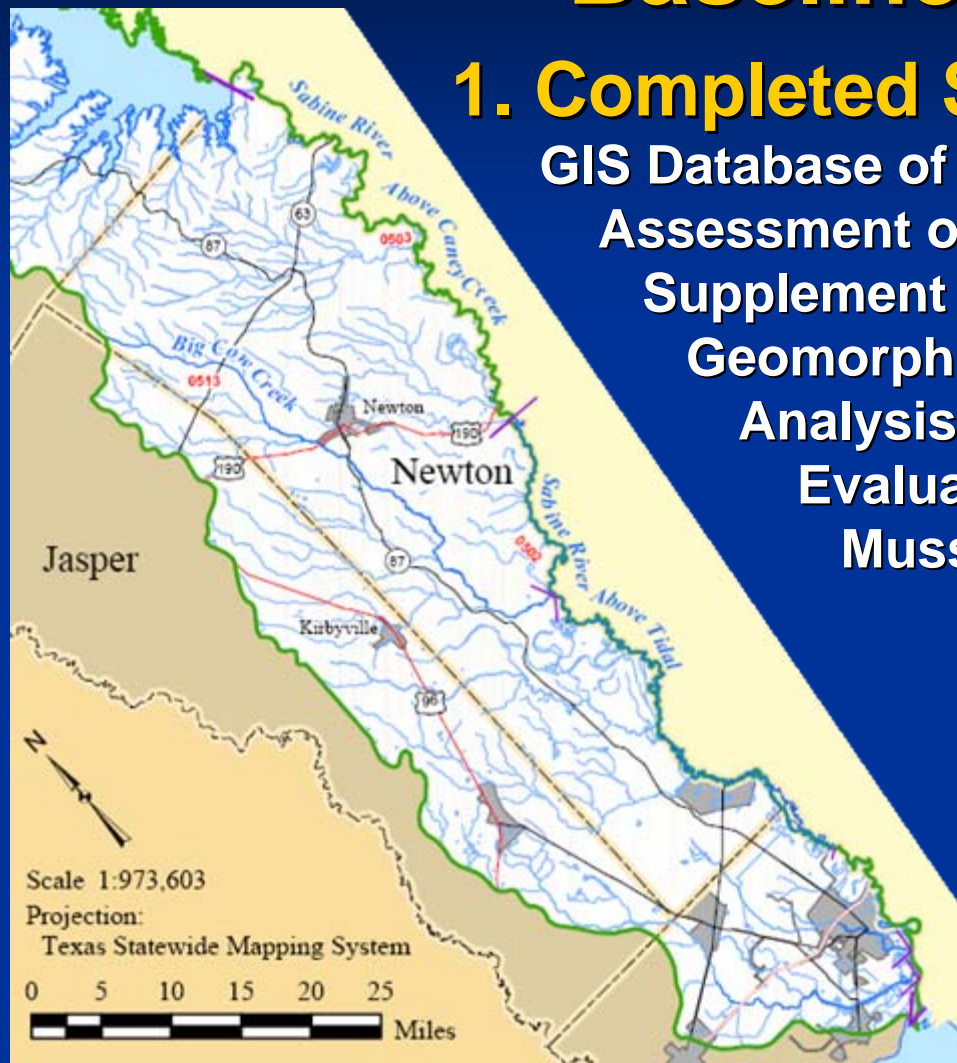 Baseline
1. Completed S
GIS Database of
Assessment o
Supplement
Geomorph
Analysis
Evalua
Muss
Sabine River
Above Caney Creek
0503
63
87
Big Cow Creek
0513
Newton
190
190
Newton
Sabine River Above Tidal
0502
Jasper
87
Kirbyville
96
N
Scale 1:973,603
Projection:
Texas Statewide Mapping System
0 5 10 15 20 25
Miles